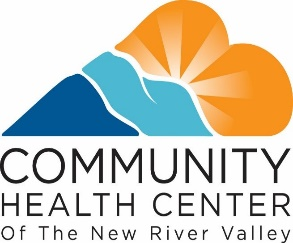 COMMUNITY
HEALTH CENTER
Of The New River Valley